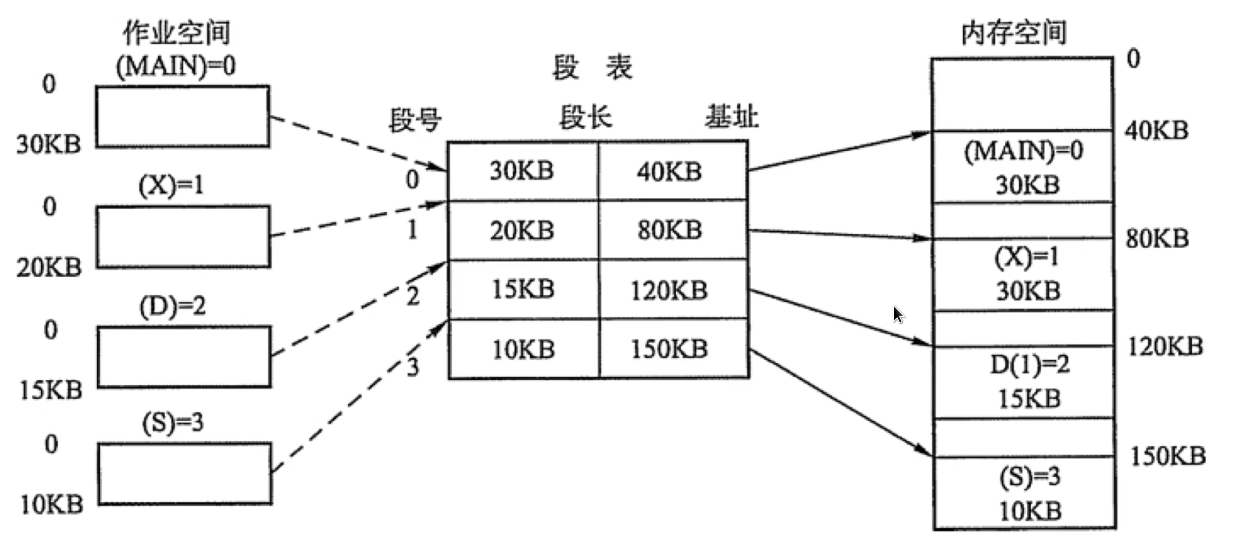 作业空间
(MAIN)=0
0
30KB
(X)=1
0
20KB
(D)=2
0
15KB
(S)=3
0
10KB
段 表
段号 段长 基址
0 30KB 40KB
1 20KB 80KB
2 15KB 120KB
3 10KB 150KB
内存空间
0
40KB
(MAIN)=0
30KB
80KB
(X)=1
30KB
120KB
D(1)=2
15KB
150KB
(S)=3
10KB